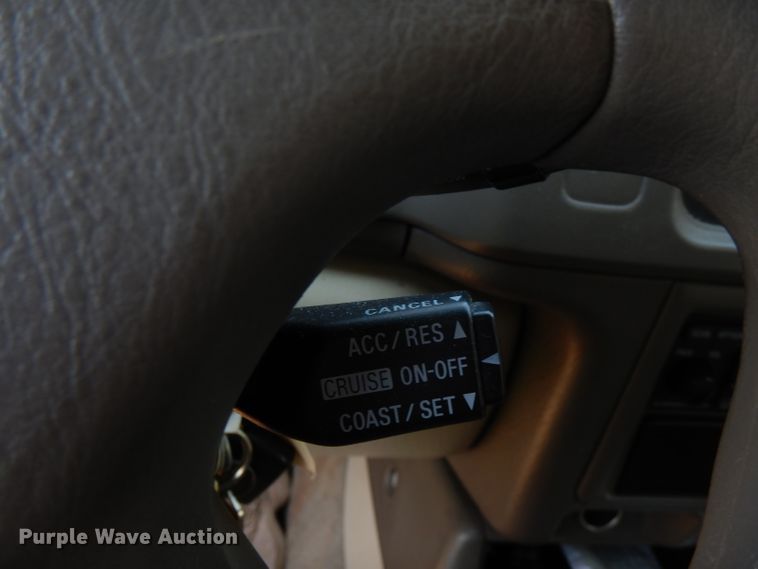 CANCEL ▼
ACC/RES ▲
CRUISE ON-OFF ◀
COAST/SET ▼
Purple Wave Auction